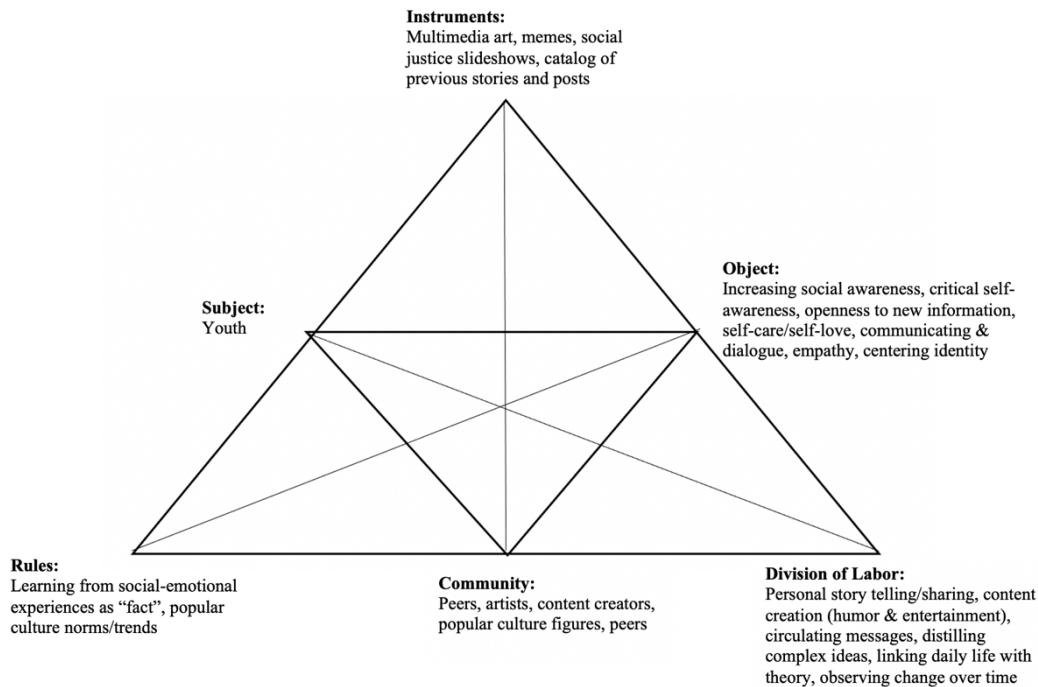 Instruments:
Multimedia art, memes, social
justice slideshows, catalog of
previous stories and posts
Subject:
Youth
Object:
Increasing social awareness, critical self-
awareness, openness to new information,
self-care/self-love, communicating &
dialogue, empathy, centering identity
Rules:
Learning from social-emotional
experiences as “fact”, popular
culture norms/trends
Community:
Peers, artists, content creators,
popular culture figures, peers
Division of Labor:
Personal story telling/sharing, content
creation (humor & entertainment),
circulating messages, distilling
complex ideas, linking daily life with
theory, observing change over time